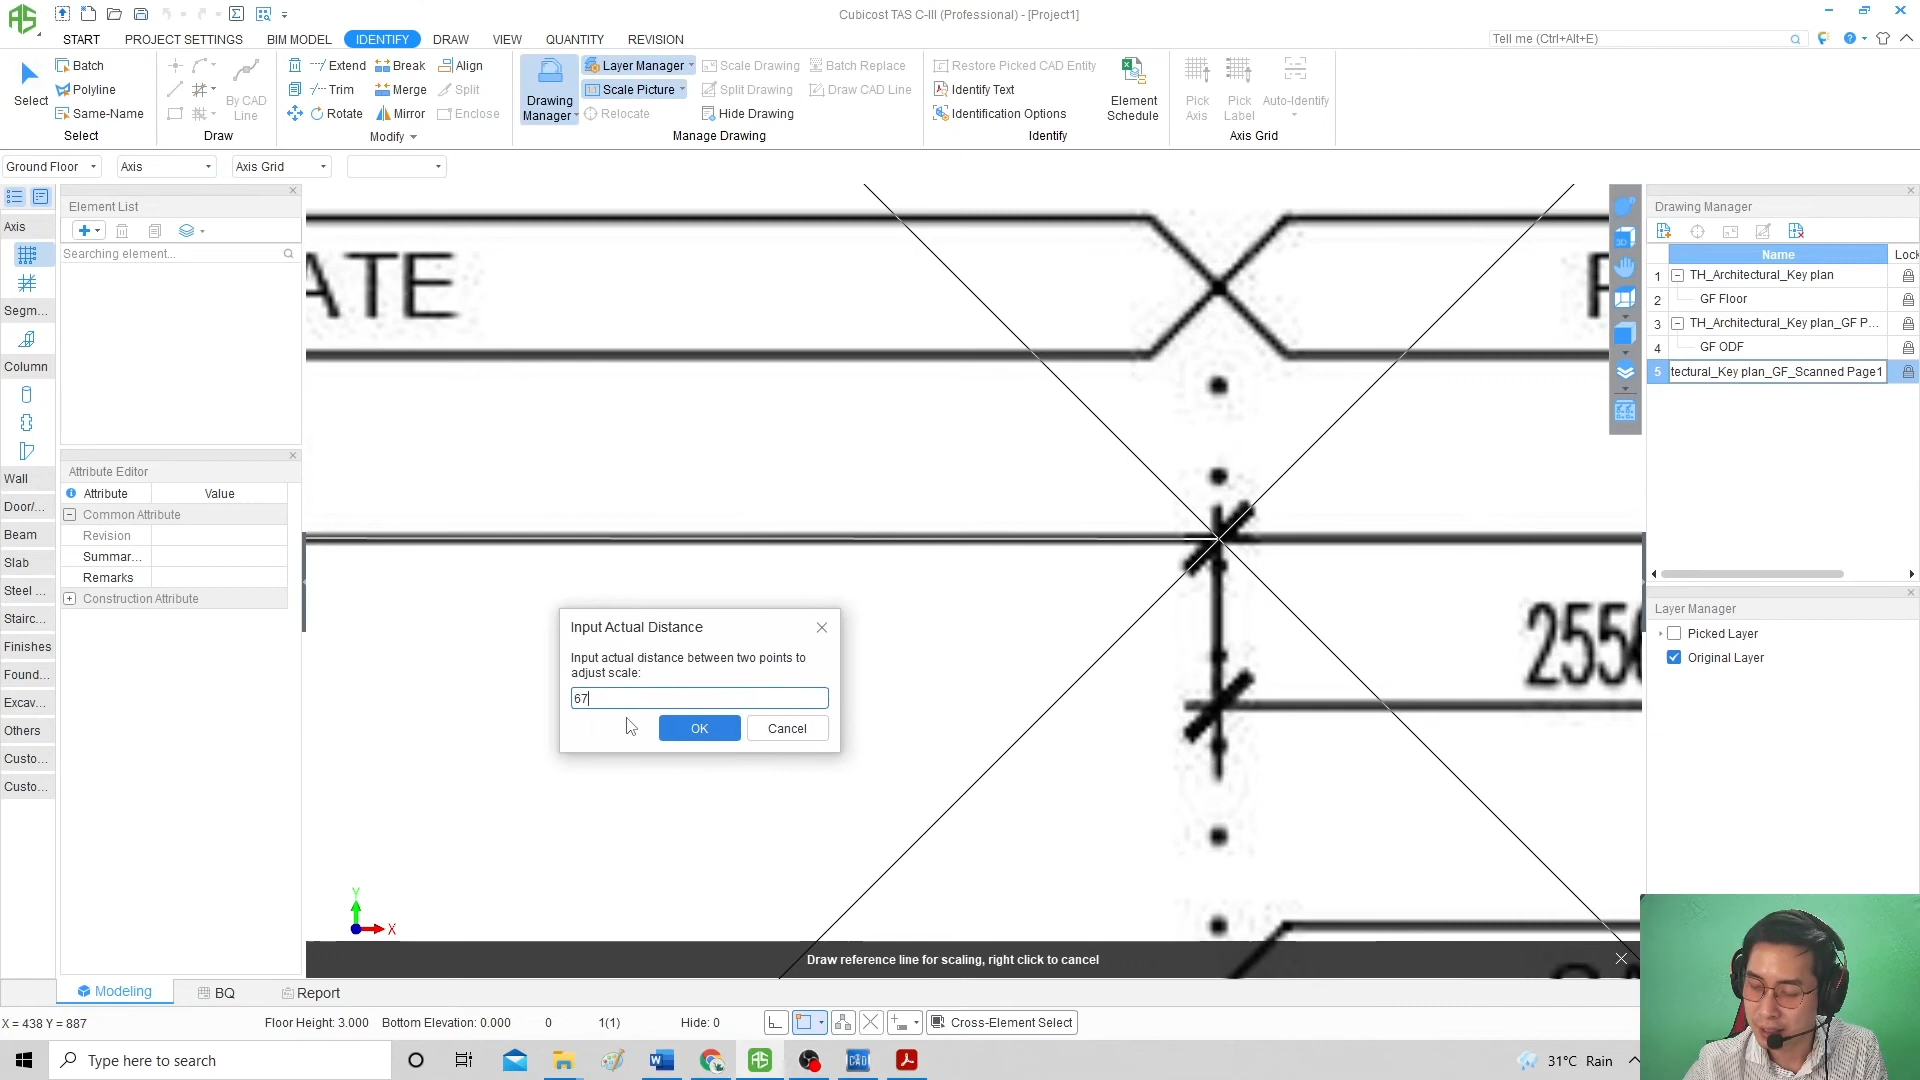 Cubicost TAS C-III (Professional) - [Project1]
START PROJECT SETTINGS BIM MODEL IDENTIFY DRAW VIEW QUANTITY REVISION
Tell me (Ctrl+Alt+E)
Select
Batch
Polyline
Same-Name
Select
By CAD Line
Draw
Extend Break Align
Trim Merge Split
Rotate Mirror Enclose
Modify
Drawing Manager
Layer Manager Scale Drawing Batch Replace
Scale Picture Split Drawing Draw CAD Line
Relocate Hide Drawing
Manage Drawing
Restore Picked CAD Entity
Identify Text
Identification Options
Element Schedule
Identify
Pick Axis
Pick Label
Auto-Identify
Axis Grid
Ground Floor Axis Axis Grid
Element List
Searching element...
Axis
Segm...
Column
Wall
Door/...
Beam
Slab
Steel ...
Stairc...
Finishes
Found...
Excav...
Others
Custo...
Custo...
Attribute Editor
Attribute Value
Common Attribute
Revision
Summar...
Remarks
Construction Attribute
ATE
255
Input Actual Distance
Input actual distance between two points to
adjust scale:
67
OK Cancel
Y
X
Draw reference line for scaling, right click to cancel
3D
Drawing Manager
Name Lock
1 TH_Architectural_Key plan
2 GF Floor
3 TH_Architectural_Key plan_GF P...
4 GF ODF
5 tectural_Key plan_GF_Scanned Page1
Layer Manager
Picked Layer
Original Layer
Modeling BQ Report
X = 438 Y = 887 Floor Height: 3.000 Bottom Elevation: 0.000 0 1(1) Hide: 0 Cross-Element Select
Type here to search
31°C Rain